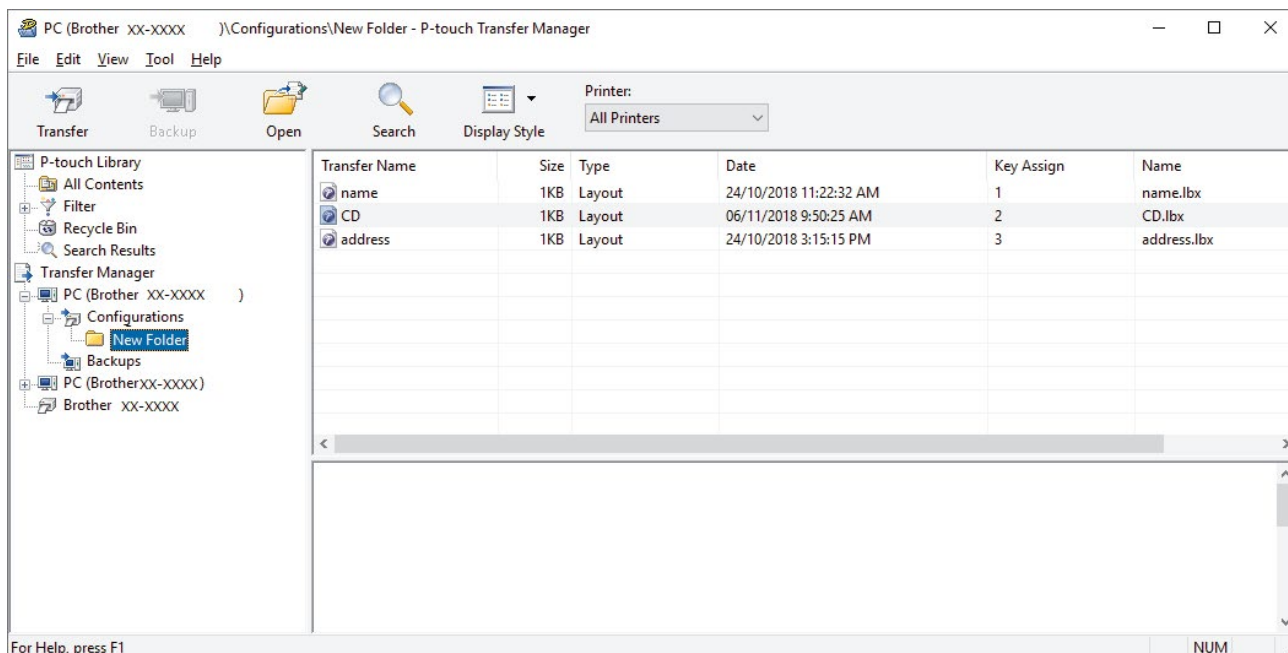 PC (Brother XX-XXXX )\Configurations\New Folder - P-touch Transfer Manager
File Edit View Tool Help
Transfer Backup Open Search Display Style
Printer:
All Printers
P-touch Library
All Contents
Filter
Recycle Bin
Search Results
Transfer Manager
PC (Brother XX-XXXX )
Configurations
New Folder
Backups
PC (BrotherXX-XXXX)
Brother XX-XXXX
Transfer Name Size Type Date Key Assign Name
name 1KB Layout 24/10/2018 11:22:32 AM 1 name.lbx
CD 1KB Layout 06/11/2018 9:50:25 AM 2 CD.lbx
address 1KB Layout 24/10/2018 3:15:15 PM 3 address.lbx
For Help, press F1 NUM